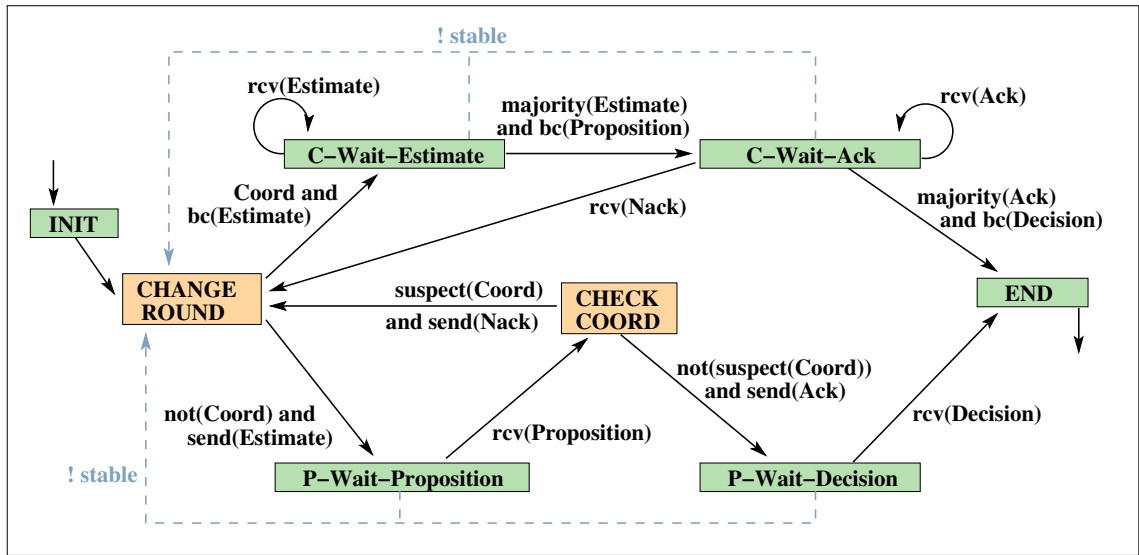 ! stable
rcv(Estimate)
majority(Estimate)
and bc(Proposition)
rcv(Ack)
C−Wait−Estimate
C−Wait−Ack
Coord and
bc(Estimate)
rcv(Nack)
majority(Ack)
and bc(Decision)
INIT
CHANGE
ROUND
suspect(Coord)
and send(Nack)
CHECK
COORD
END
not(suspect(Coord))
and send(Ack)
not(Coord) and
send(Estimate)
rcv(Proposition)
rcv(Decision)
! stable
P−Wait−Proposition
P−Wait−Decision